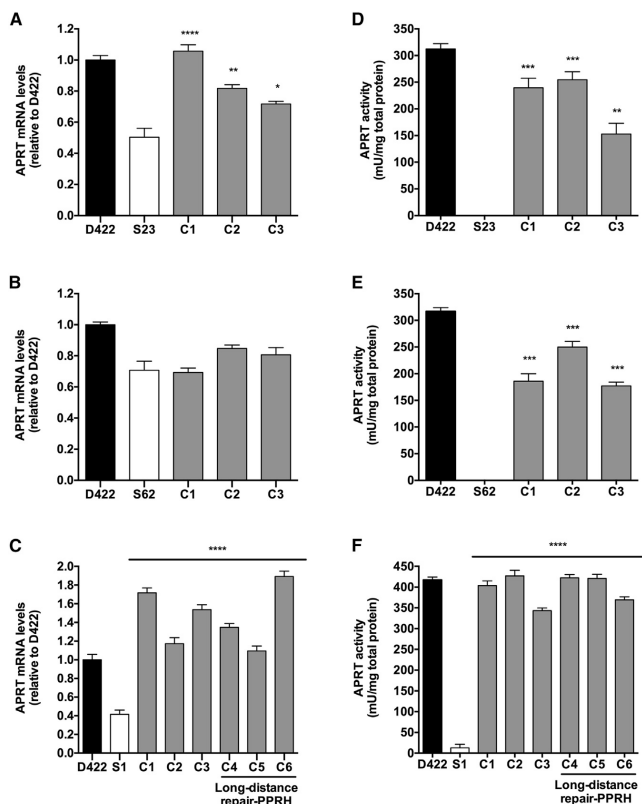 A
APRT mRNA levels
(relative to D422)
1.2
1.0
0.8
0.6
0.4
0.2
0.0
****
**
*
D422 S23 C1 C2 C3
D
APRT activity
(mU/mg total protein)
350
300
250
200
150
100
50
0
***
***
**
D422 S23 C1 C2 C3
B
APRT mRNA levels
(relative to D422)
1.2
1.0
0.8
0.6
0.4
0.2
0.0
D422 S62 C1 C2 C3
E
APRT activity
(mU/mg total protein)
350
300
250
200
150
100
50
0
***
***
***
D422 S62 C1 C2 C3
C
APRT mRNA levels
(relative to D422)
2.0
1.8
1.6
1.4
1.2
1.0
0.8
0.6
0.4
0.2
0.0
****
D422 S1 C1 C2 C3 C4 C5 C6
Long-distance
repair-PPRH
F
APRT activity
(mU/mg total protein)
450
400
350
300
250
200
150
100
50
0
****
D422 S1 C1 C2 C3 C4 C5 C6
Long-distance
repair-PPRH